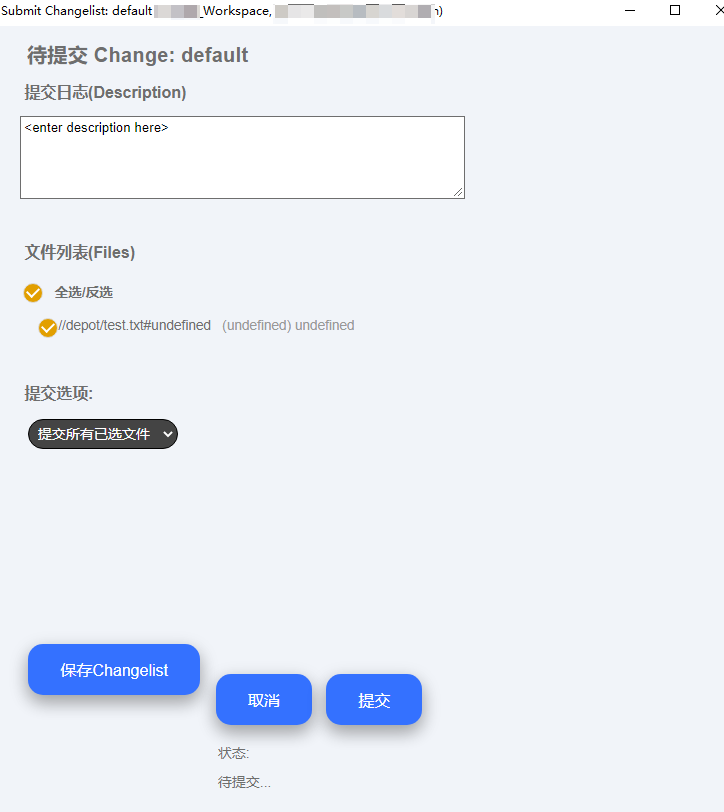 Submit Changelist: default _Workspace, )
待提交 Change: default
提交日志(Description)
<enter description here>
文件列表(Files)
全选/反选
//depot/test.txt#undefined (undefined) undefined
提交选项:
提交所有已选文件
保存Changelist
取消 提交
状态:
待提交...